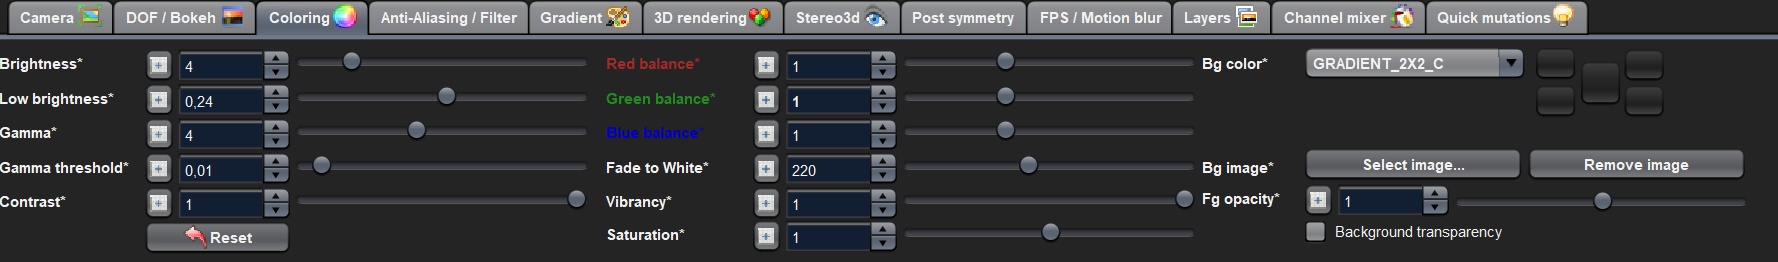 Camera DOF / Bokeh Coloring Anti-Aliasing / Filter Gradient 3D rendering Stereo3d Post symmetry FPS / Motion blur Layers Channel mixer Quick mutations
Brightness* 4 Red balance* 1 Bg color* GRADIENT_2X2_C
Low brightness* 0,24 Green balance* 1
Gamma* 4 Blue balance* 1
Gamma threshold* 0,01 Fade to White* 220 Bg image* Select image... Remove image
Contrast* 1 Vibrancy* 1 Fg opacity* 1
Reset Saturation* 1 Background transparency